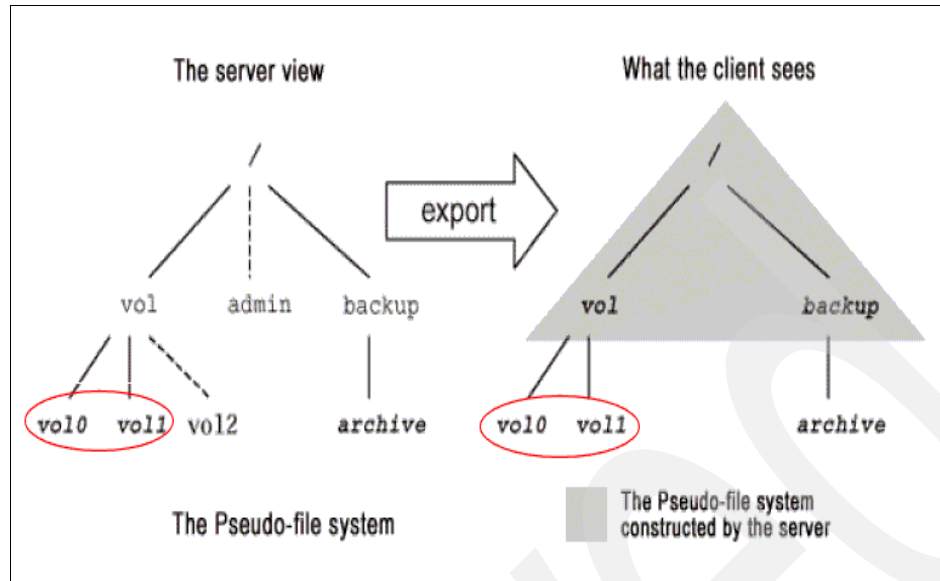 The server view
What the client sees
/
/
export
vol admin backup
vol backup
vol0 vol1 vol2 archive
vol0 vol1 archive
The Pseudo-file system
The Pseudo-file system
constructed by the server